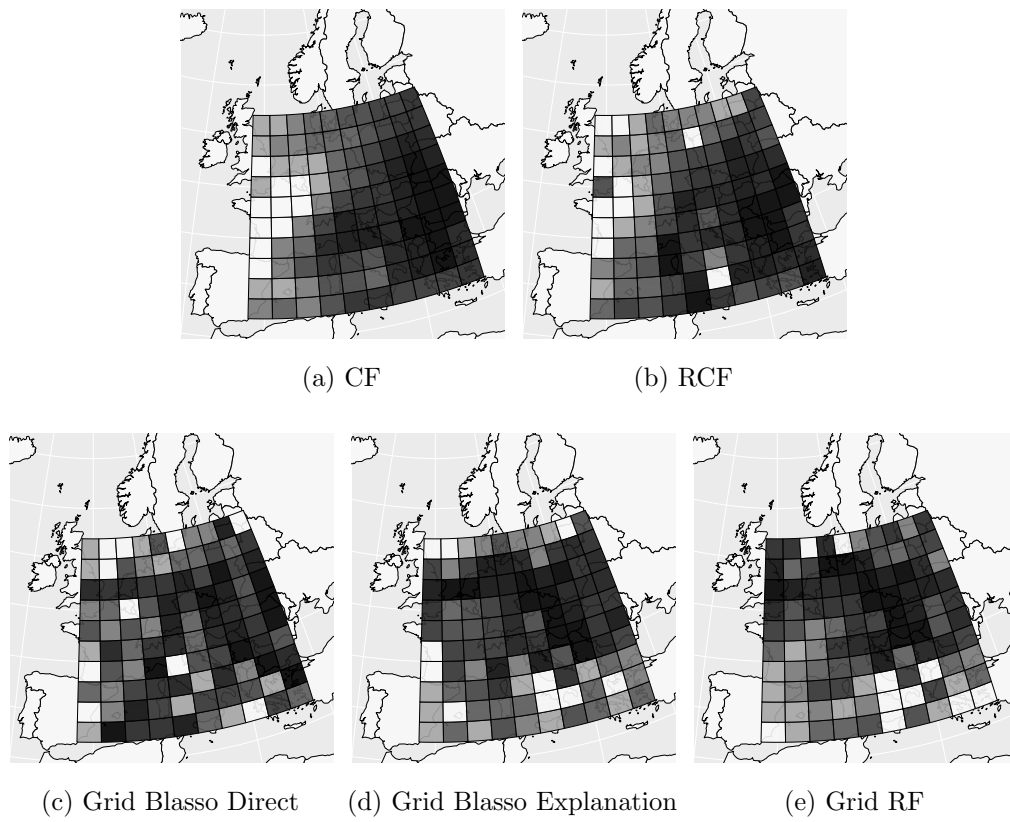 (a) CF
(b) RCF
(c) Grid Blasso Direct
(d) Grid Blasso Explanation
(e) Grid RF